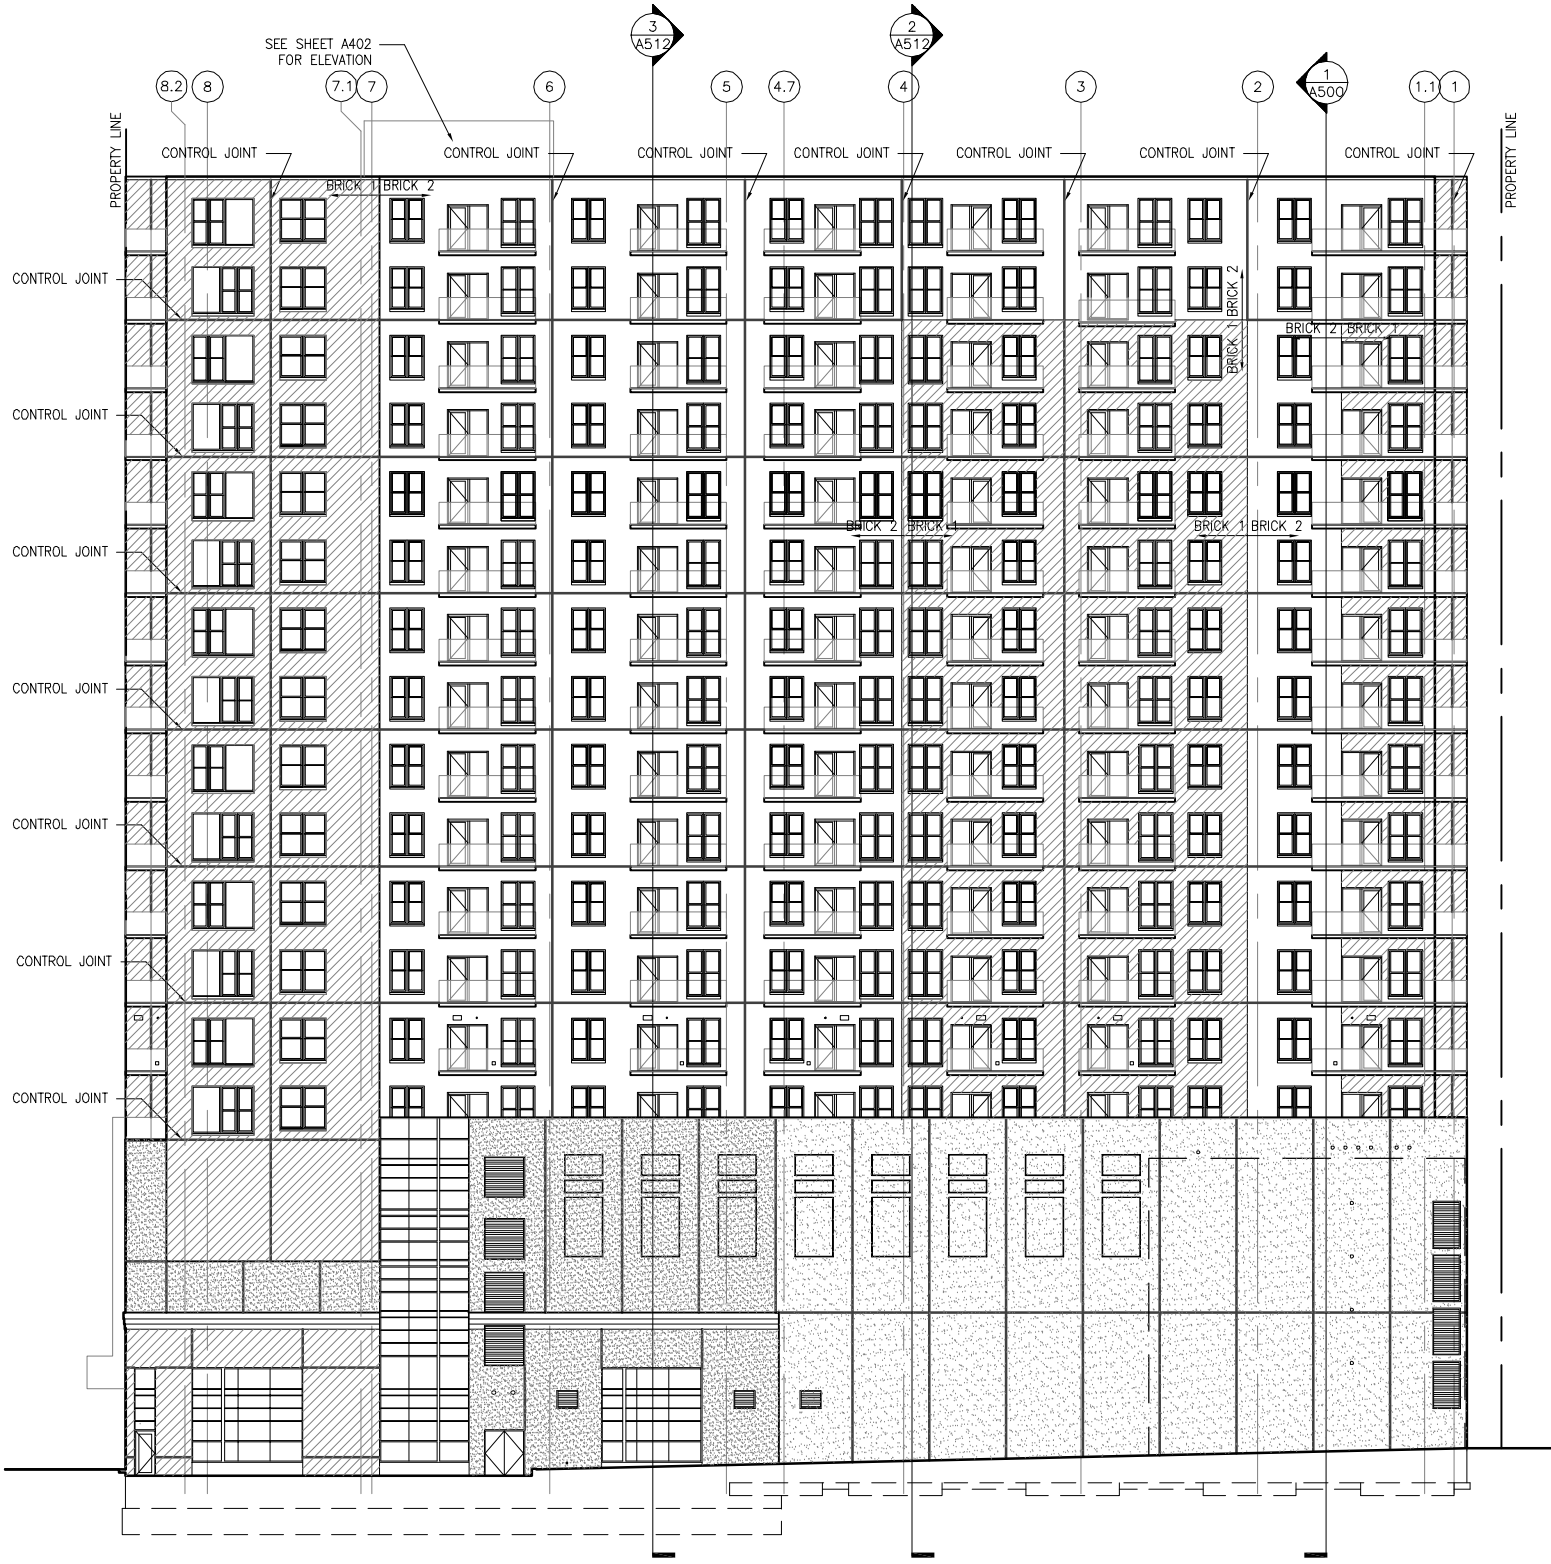 3
A512
2
A512
SEE SHEET A402
FOR ELEVATION
8.2
8
7.1
7
6
5
4.7
4
3
2
1
A500
1.1
1
PROPERTY LINE
PROPERTY LINE
CONTROL JOINT
CONTROL JOINT
CONTROL JOINT
CONTROL JOINT
CONTROL JOINT
CONTROL JOINT
CONTROL JOINT
BRICK 1 BRICK 2
CONTROL JOINT
BRICK 1 BRICK 2
BRICK 2 BRICK 1
CONTROL JOINT
BRICK 2 BRICK 1
BRICK 1 BRICK 2
CONTROL JOINT
CONTROL JOINT
CONTROL JOINT
CONTROL JOINT
CONTROL JOINT